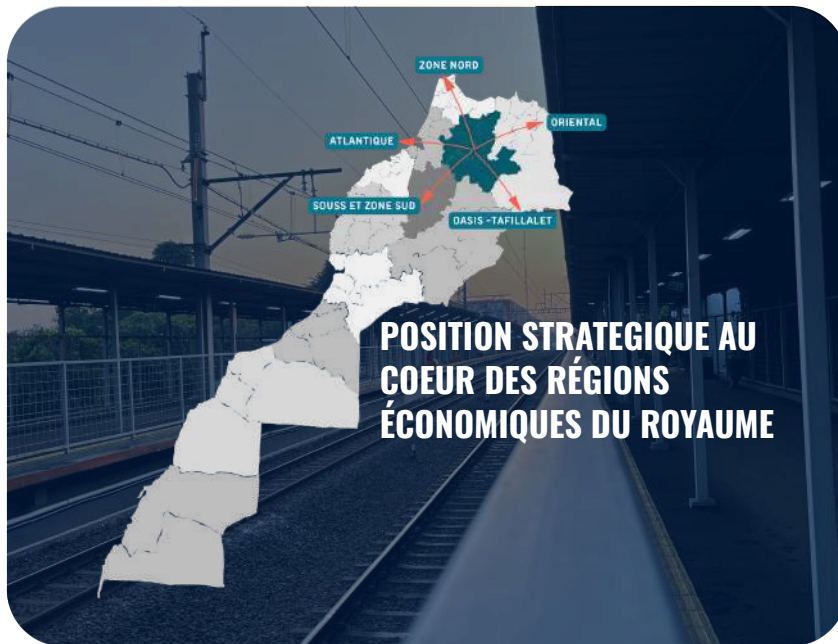 ZONE NORD
ORIENTAL
ATLANTIQUE
SOUSS ET ZONE SUD
OASIS -TAFILLALET
POSITION STRATEGIQUE AU
COEUR DES RÉGIONS
ÉCONOMIQUES DU ROYAUME